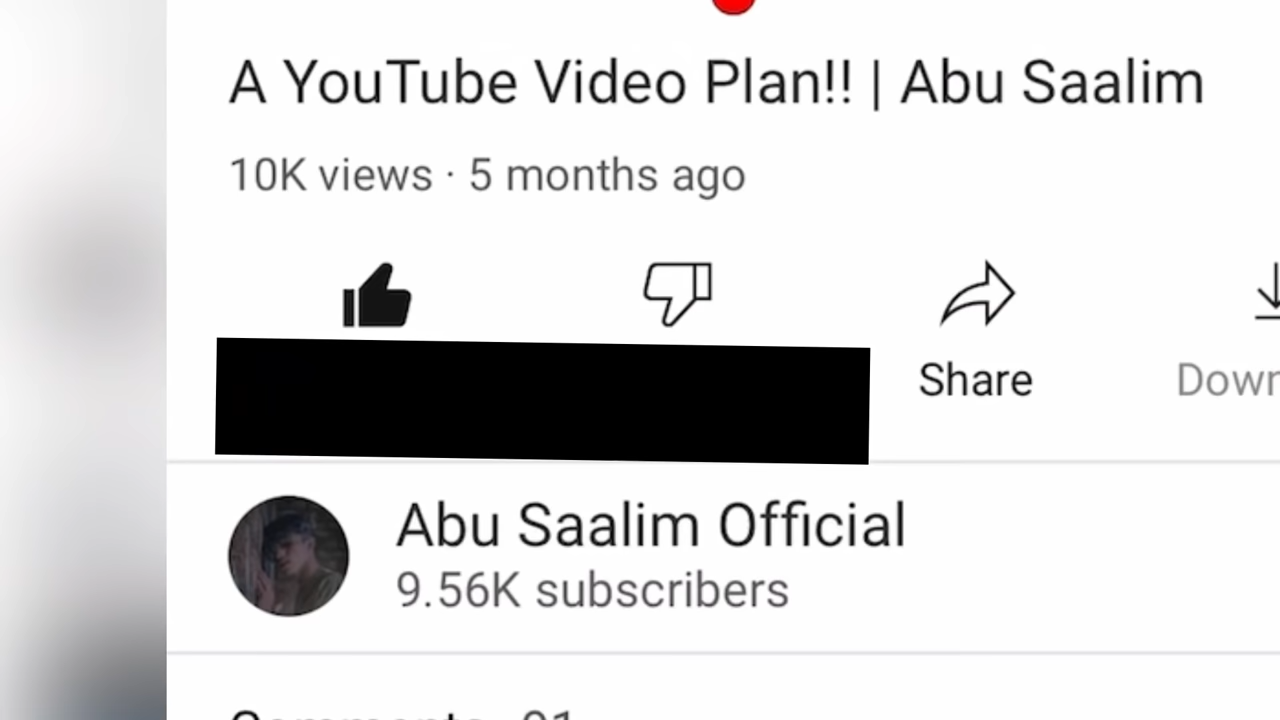 A YouTube Video Plan!! | Abu Saalim
10K views · 5 months ago
Share
Abu Saalim Official
9.56K subscribers